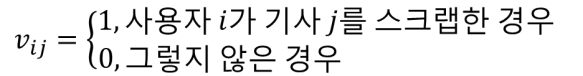 v_{ij} = { 1, 사용자 i가 기사 j를 스크랩한 경우
0, 그렇지 않은 경우